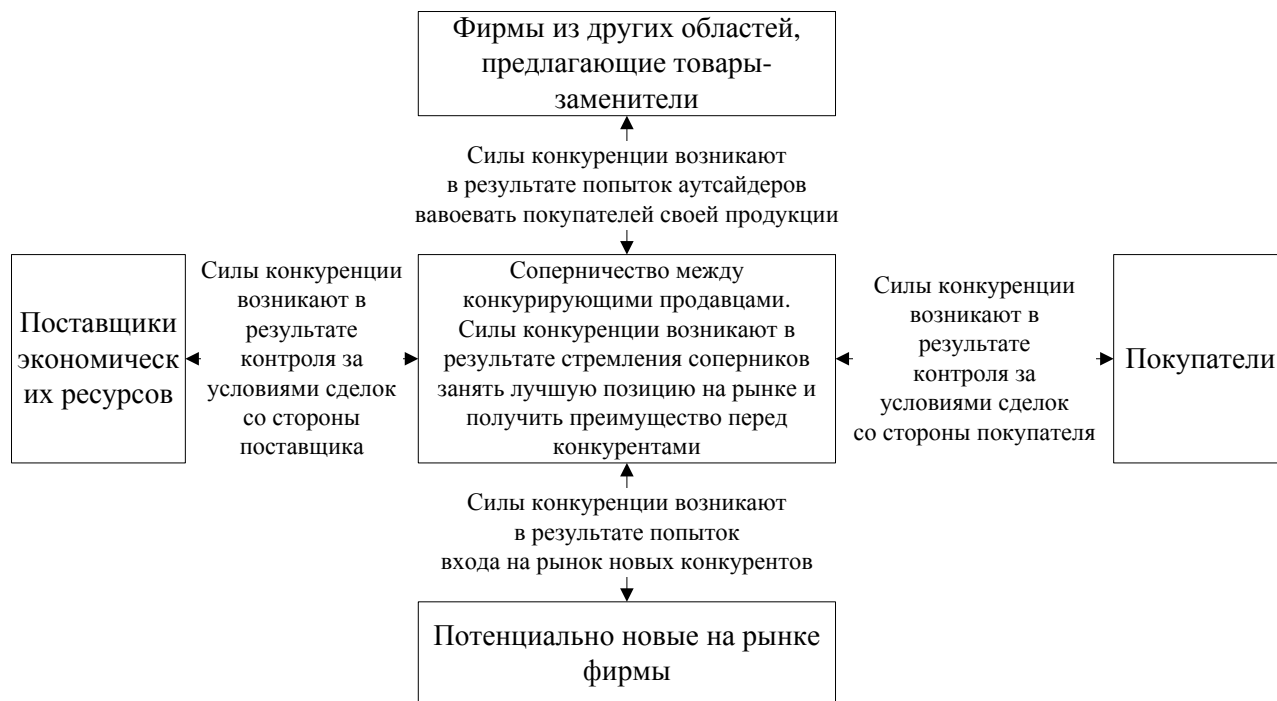 Фирмы из других областей,
предлагающие товары-
заменители
Силы конкуренции возникают
в результате попыток аутсайдеров
вавоевать покупателей своей продукции
Поставщики
экономическ
их ресурсов
Силы конкуренции
возникают в
результате
контроля за
условиями сделок
со стороны
поставщика
Соперничество между
конкурирующими продавцами.
Силы конкуренции возникают в
результате стремления соперников
занять лучшую позицию на рынке и
получить преимущество перед
конкурентами
Силы конкуренции
возникают в
результате
контроля за
условиями сделок
со стороны покупателя
Покупатели
Силы конкуренции возникают
в результате попыток
входа на рынок новых конкурентов
Потенциально новые на рынке
фирмы